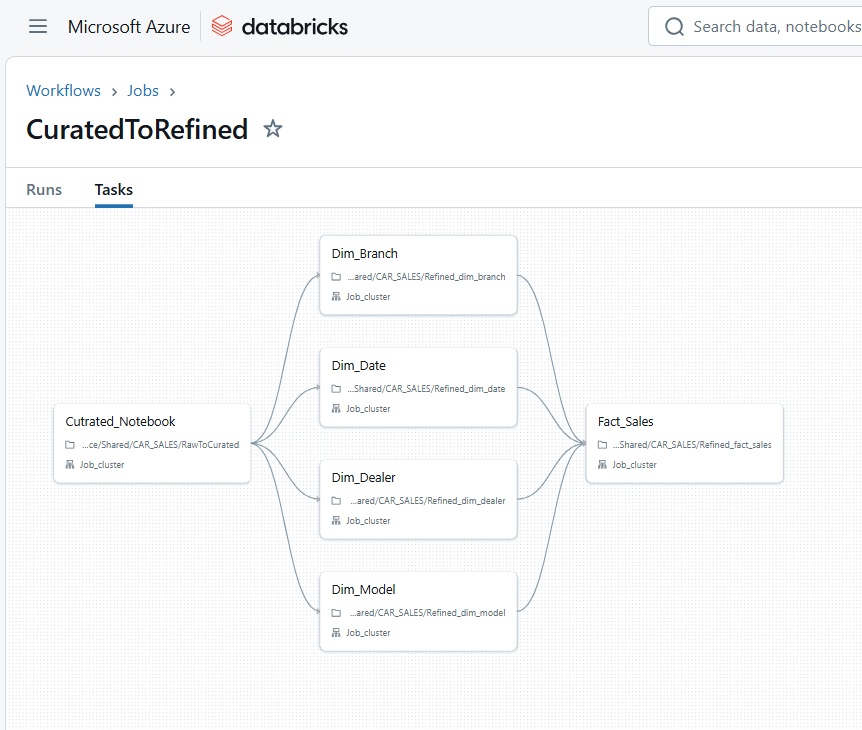 Microsoft Azure databricks Search data, notebooks
Workflows › Jobs ›
CuratedToRefined
Runs Tasks
Dim_Branch
...ared/CAR_SALES/Refined_dim_branch
Job_cluster
Dim_Date
...Shared/CAR_SALES/Refined_dim_date
Job_cluster
Cutrated_Notebook
...ce/Shared/CAR_SALES/RawToCurated
Job_cluster
Fact_Sales
...Shared/CAR_SALES/Refined_fact_sales
Job_cluster
Dim_Dealer
...ared/CAR_SALES/Refined_dim_dealer
Job_cluster
Dim_Model
...ared/CAR_SALES/Refined_dim_model
Job_cluster